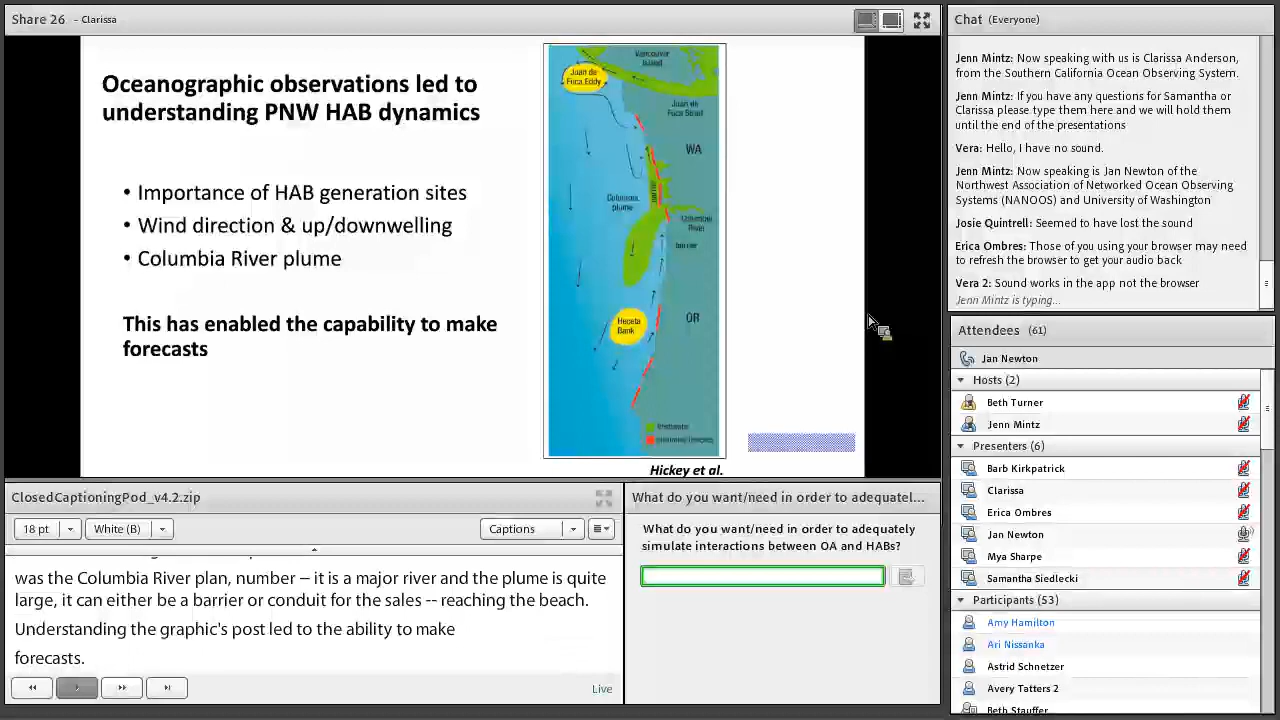 Share 26 - Clarissa
Oceanographic observations led to
understanding PNW HAB dynamics
• Importance of HAB generation sites
• Wind direction & up/downwelling
• Columbia River plume
This has enabled the capability to make
forecasts
Vancouver
Island
Juan de
Fuca Eddy
Juan de
Fuca Strait
WA
Columbia
plume
barrier
Columbia
River
barrier
Heceta
Bank
OR
Hickey et al.
ClosedCaptioningPod_v4.2.zip
18 pt
White (B)
Captions
was the Columbia River plan, number – it is a major river and the plume is quite
large, it can either be a barrier or conduit for the sales -- reaching the beach.
Understanding the graphic's post led to the ability to make
forecasts.
Live
What do you want/need in order to adequatel...
What do you want/need in order to adequately
simulate interactions between OA and HABs?
Chat (Everyone)
Jenn Mintz: Now speaking with us is Clarissa Anderson,
from the Southern California Ocean Observing System.
Jenn Mintz: If you have any questions for Samantha or
Clarissa please type them here and we will hold them
until the end of the presentations
Vera: Hello, I have no sound.
Jenn Mintz: Now speaking is Jan Newton of the
Northwest Association of Networked Ocean Observing
Systems (NANOOS) and University of Washington
Josie Quintrell: Seemed to have lost the sound
Erica Ombres: Those of you using your browser may need
to refresh the browser to get your audio back
Vera 2: Sound works in the app not the browser
Jenn Mintz is typing...
Attendees (61)
Jan Newton
Hosts (2)
Beth Turner
Jenn Mintz
Presenters (6)
Barb Kirkpatrick
Clarissa
Erica Ombres
Jan Newton
Mya Sharpe
Samantha Siedlecki
Participants (53)
Amy Hamilton
Ari Nissanka
Astrid Schnetzer
Avery Tatters 2
Beth Stauffer